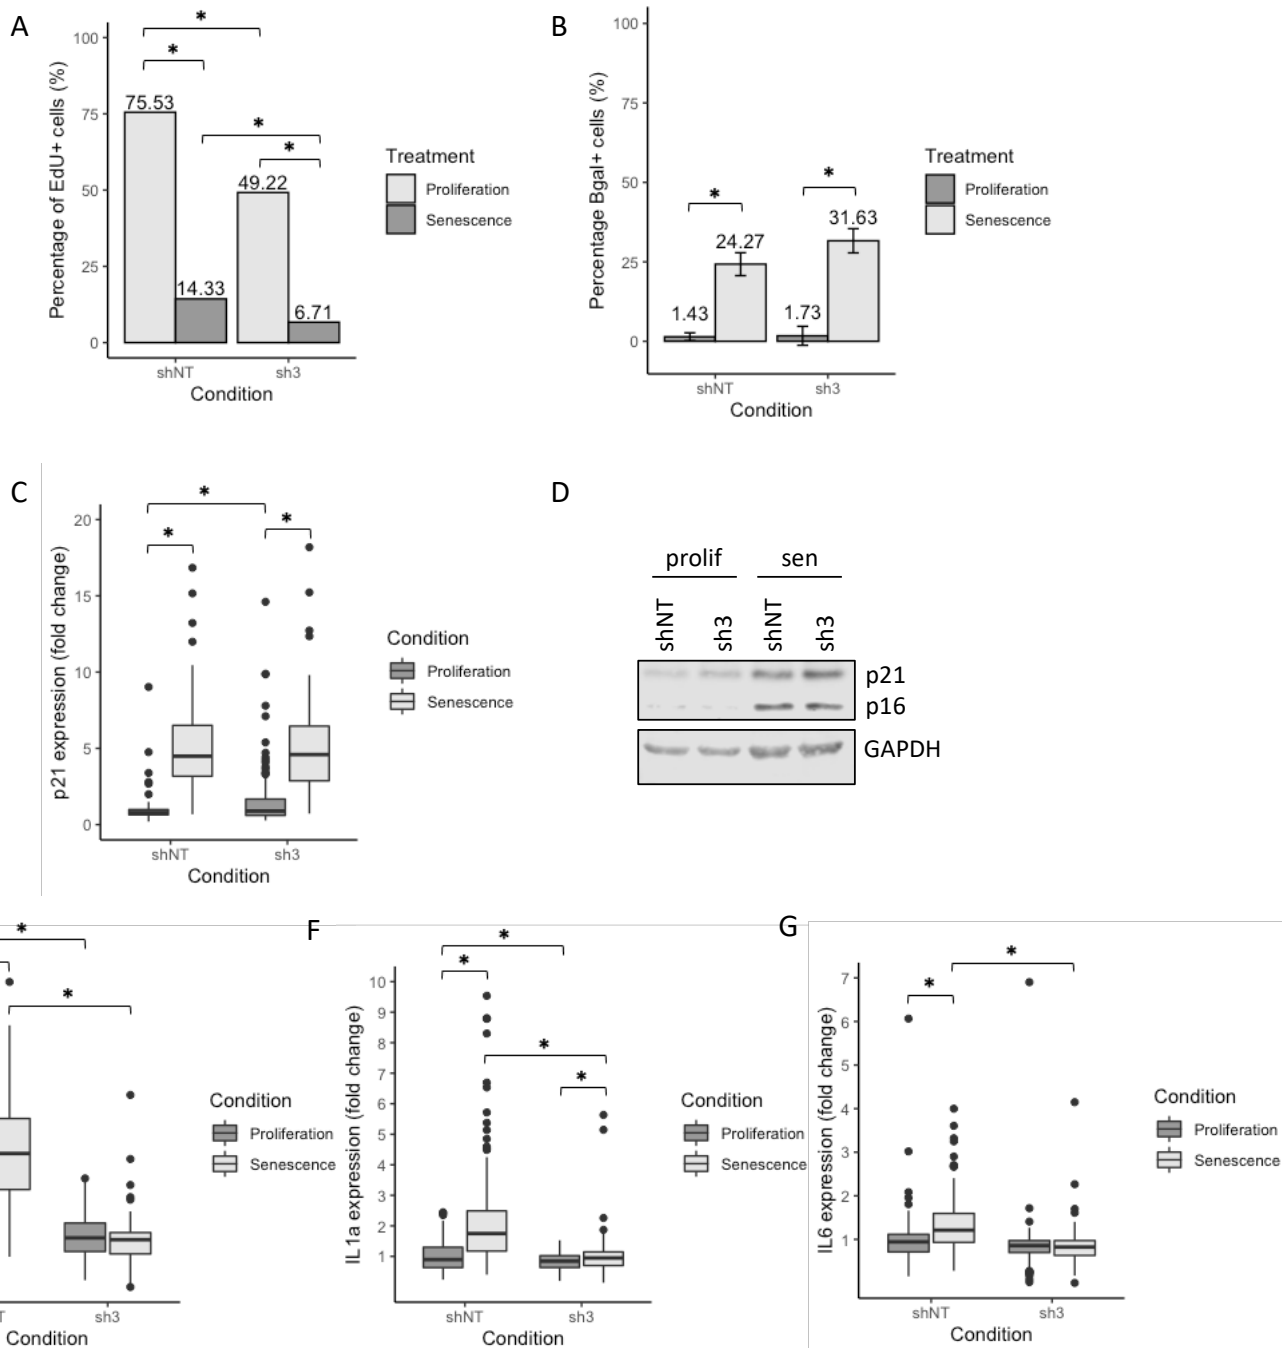 A
Percentage of EdU+ cells (%)
100
75
50
25
0
*
*
*
*
75.53
14.33
49.22
6.71
shNT
sh3
Condition
Treatment
Proliferation
Senescence
B
Percentage Bgal+ cells (%)
100
75
50
25
0
*
*
1.43
24.27
1.73
31.63
shNT
sh3
Condition
Treatment
Proliferation
Senescence
C
p21 expression (fold change)
20
15
10
5
0
*
*
*
shNT
sh3
Condition
Condition
Proliferation
Senescence
D
prolif
sen
shNT
sh3
shNT
sh3
p21
p16
GAPDH
*
*
T
sh3
Condition
Condition
Proliferation
Senescence
F
IL1a expression (fold change)
10
9
8
7
6
5
4
3
2
1
*
*
*
*
shNT
sh3
Condition
Condition
Proliferation
Senescence
G
IL6 expression (fold change)
7
6
5
4
3
2
1
*
*
shNT
sh3
Condition
Condition
Proliferation
Senescence